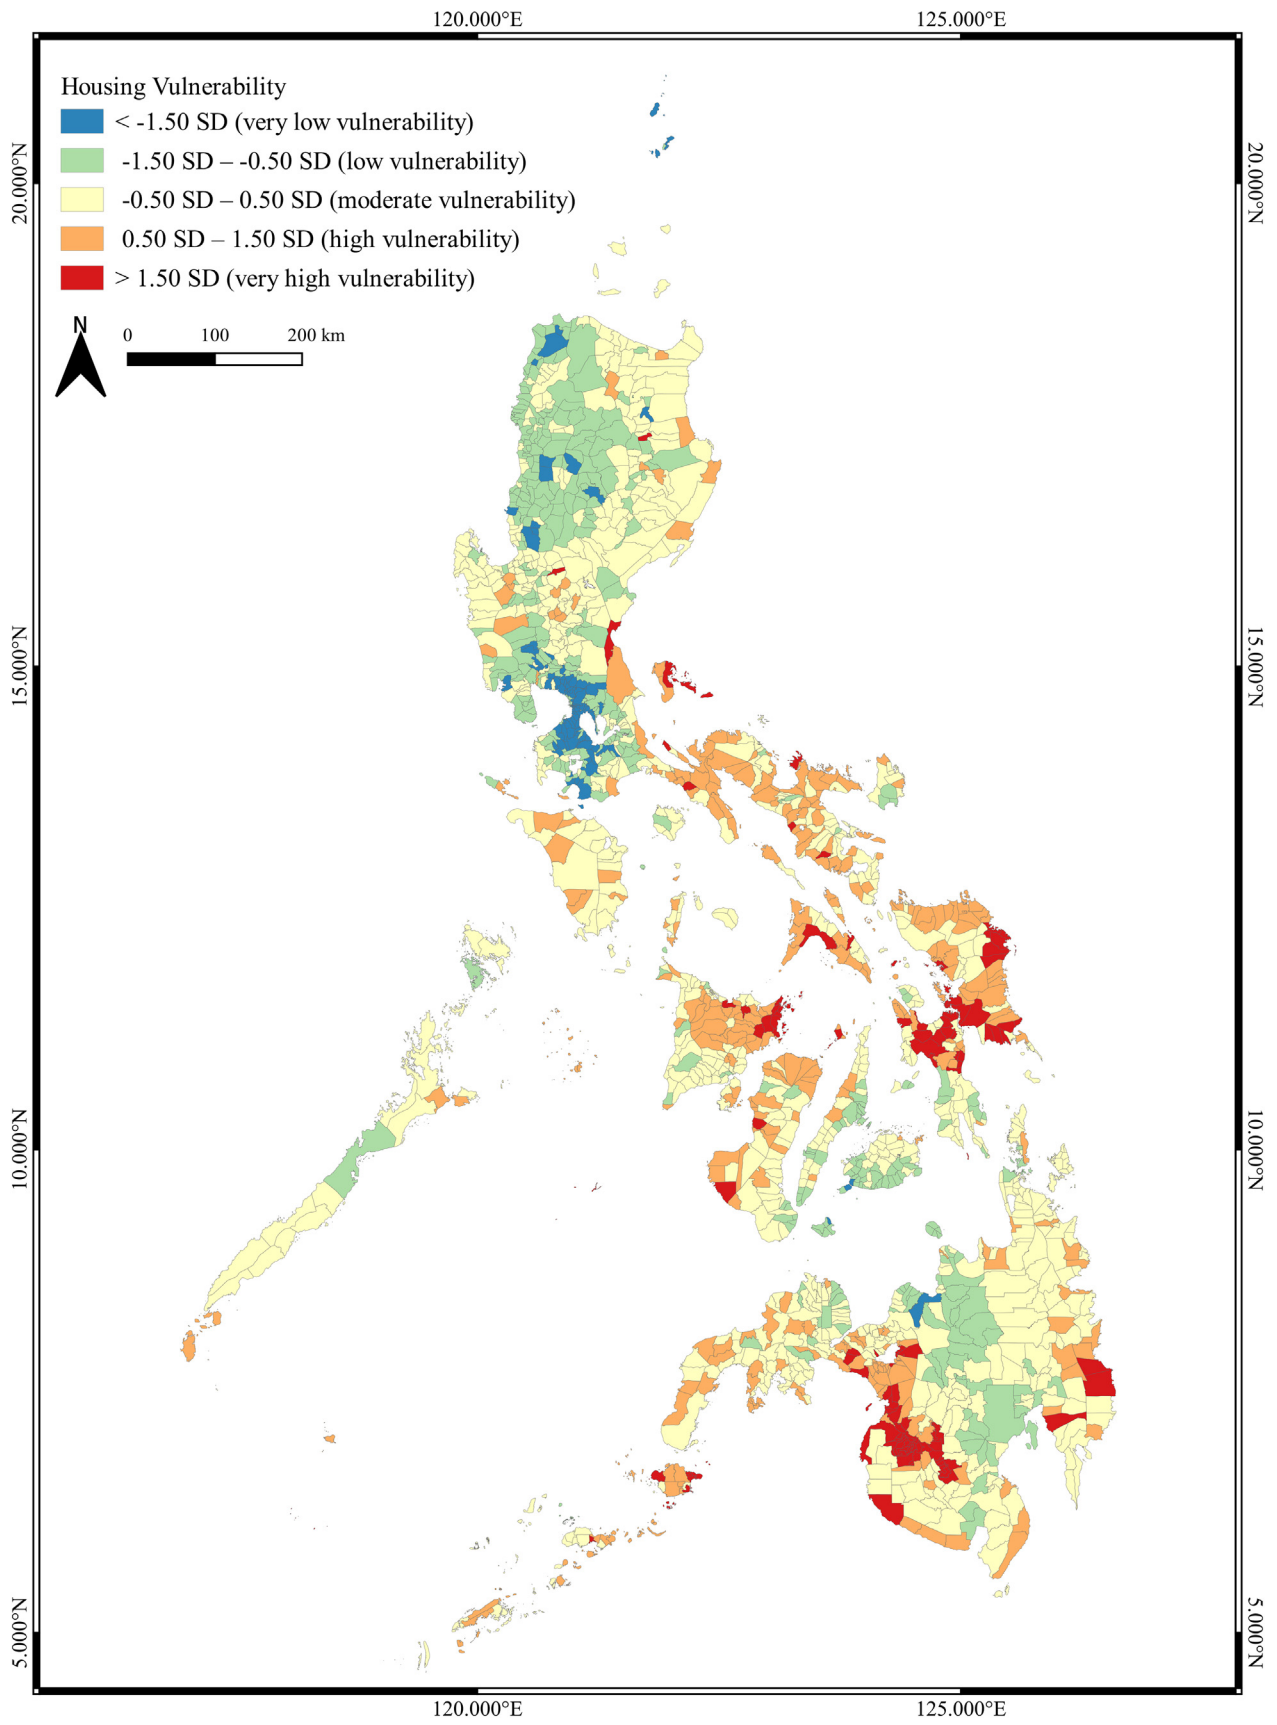 120.000°E 125.000°E
Housing Vulnerability
< -1.50 SD (very low vulnerability)
-1.50 SD – -0.50 SD (low vulnerability)
-0.50 SD – 0.50 SD (moderate vulnerability)
0.50 SD – 1.50 SD (high vulnerability)
> 1.50 SD (very high vulnerability)
N
0 100 200 km
20.000°N 20.000°N
15.000°N 15.000°N
10.000°N 10.000°N
5.000°N 5.000°N
120.000°E 125.000°E